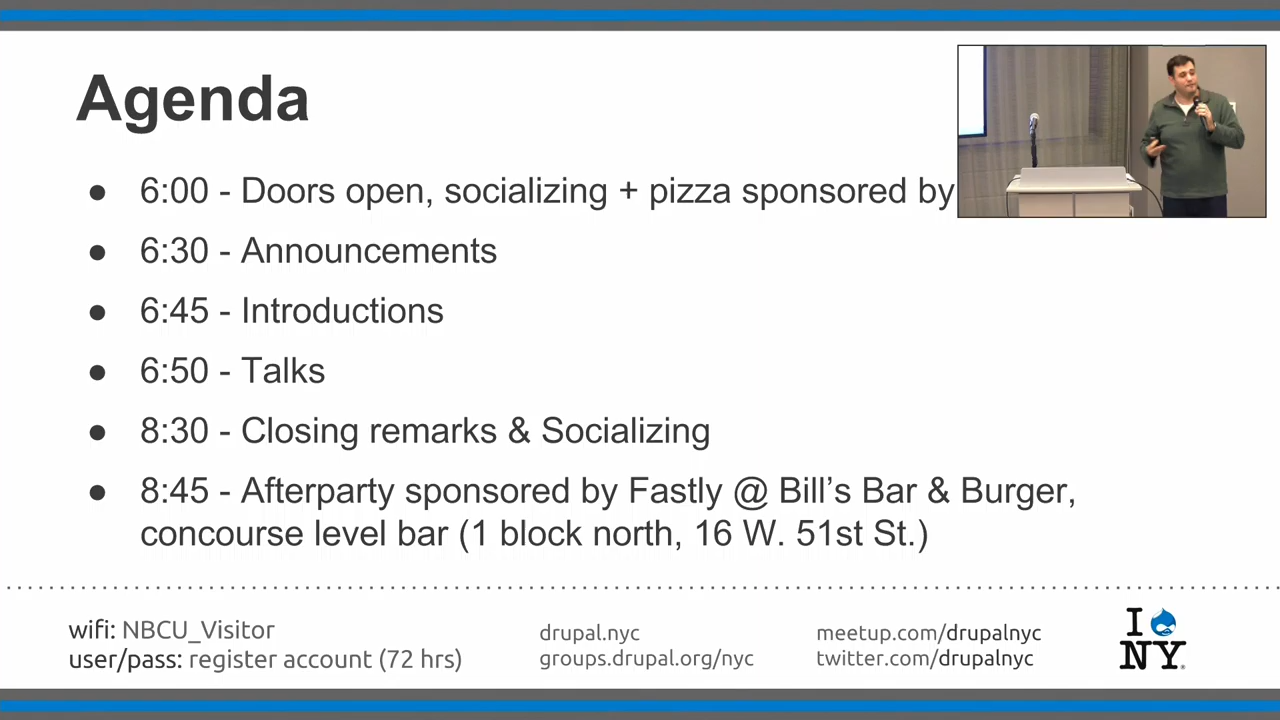 Agenda
● 6:00 - Doors open, socializing + pizza sponsored by
● 6:30 - Announcements
● 6:45 - Introductions
● 6:50 - Talks
● 8:30 - Closing remarks & Socializing
● 8:45 - Afterparty sponsored by Fastly @ Bill’s Bar & Burger,
concourse level bar (1 block north, 16 W. 51st St.)
wifi: NBCU_Visitor
user/pass: register account (72 hrs)
drupal.nyc
groups.drupal.org/nyc
meetup.com/drupalnyc
twitter.com/drupalnyc
I
NY